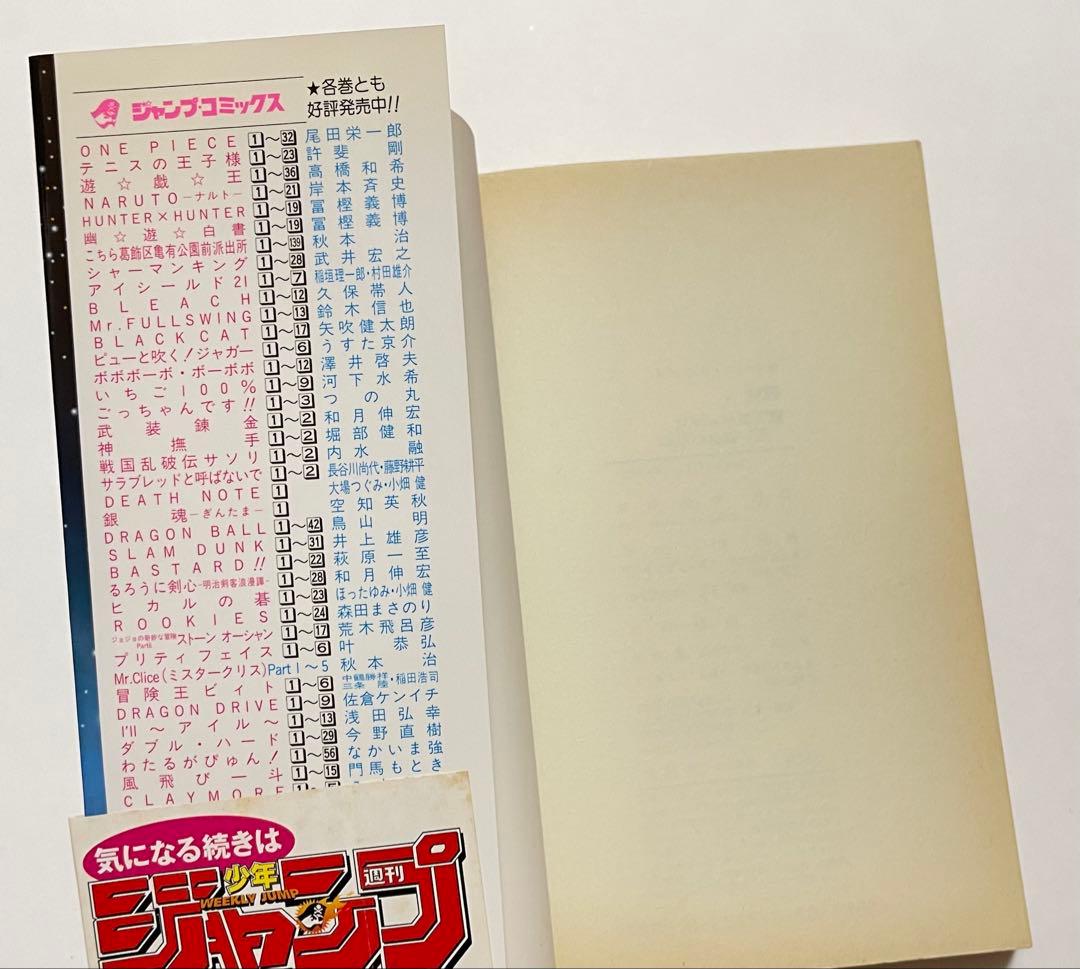 ジャンプ・コミックス
★各巻とも
好評発売中!!
ONE PIECE 1〜32 尾田栄一郎
テニスの王子様 1〜23 許斐剛
遊☆戯☆王 1〜36 高橋和希
NARUTO―ナルト― 1〜21 岸本斉史
HUNTER×HUNTER 1〜19 冨樫義博
幽☆遊☆白書 1〜19 冨樫義博
こちら葛飾区亀有公園前派出所 1〜139 秋本治
シャーマンキング 1〜28 武井宏之
アイシールド21 1〜7 稲垣理一郎・村田雄介
BLEACH 1〜12 久保帯人
Mr.FULLSWING 1〜13 鈴木信也
BLACK CAT 1〜17 矢吹健太朗
ピューと吹く!ジャガー 1〜6 うすた京介
ボボボーボ・ボーボボ 1〜12 澤井啓夫
いちご100% 1〜9 河下水希
ごっちゃんです!! 1〜3 つの丸
武装錬金 1〜2 和月伸宏
神撫手 1〜2 堀部健和
戦国乱破伝サソリ 1〜2 内水融
サラブレッドと呼ばないで 1〜2 長谷川尚代・藤野耕平
DEATH NOTE 1 大場つぐみ・小畑健
銀魂―ぎんたま― 1 空知英秋
DRAGON BALL 1〜42 鳥山明
SLAM DUNK 1〜31 井上雄彦
BASTARD!! 1〜22 萩原一至
るろうに剣心―明治剣客浪漫譚― 1〜28 和月伸宏
ヒカルの碁 1〜23 ほったゆみ・小畑健
ROOKIES 1〜24 森田まさのり
ジョジョの奇妙な冒険 Part6 ストーン オーシャン 1〜17 荒木飛呂彦
プリティフェイス 1〜6 叶恭弘
Mr.Clice(ミスタークリス)Part 1〜5 秋本治
冒険王ビィト 1〜6 三条陸・中鶴勝祥・稲田浩司
DRAGON DRIVE 1〜9 佐倉ケンイチ
I'll〜アイル〜 1〜13 浅田弘幸
ダブル・ハード 1〜29 今野直樹
わたるがぴゅん! 1〜56 なかいま強
風飛び一斗 1〜15 門馬もとき
CLAYMORE 1〜5
気になる続きは
週刊
少年
WEEKLY JUMP
ジャンプ